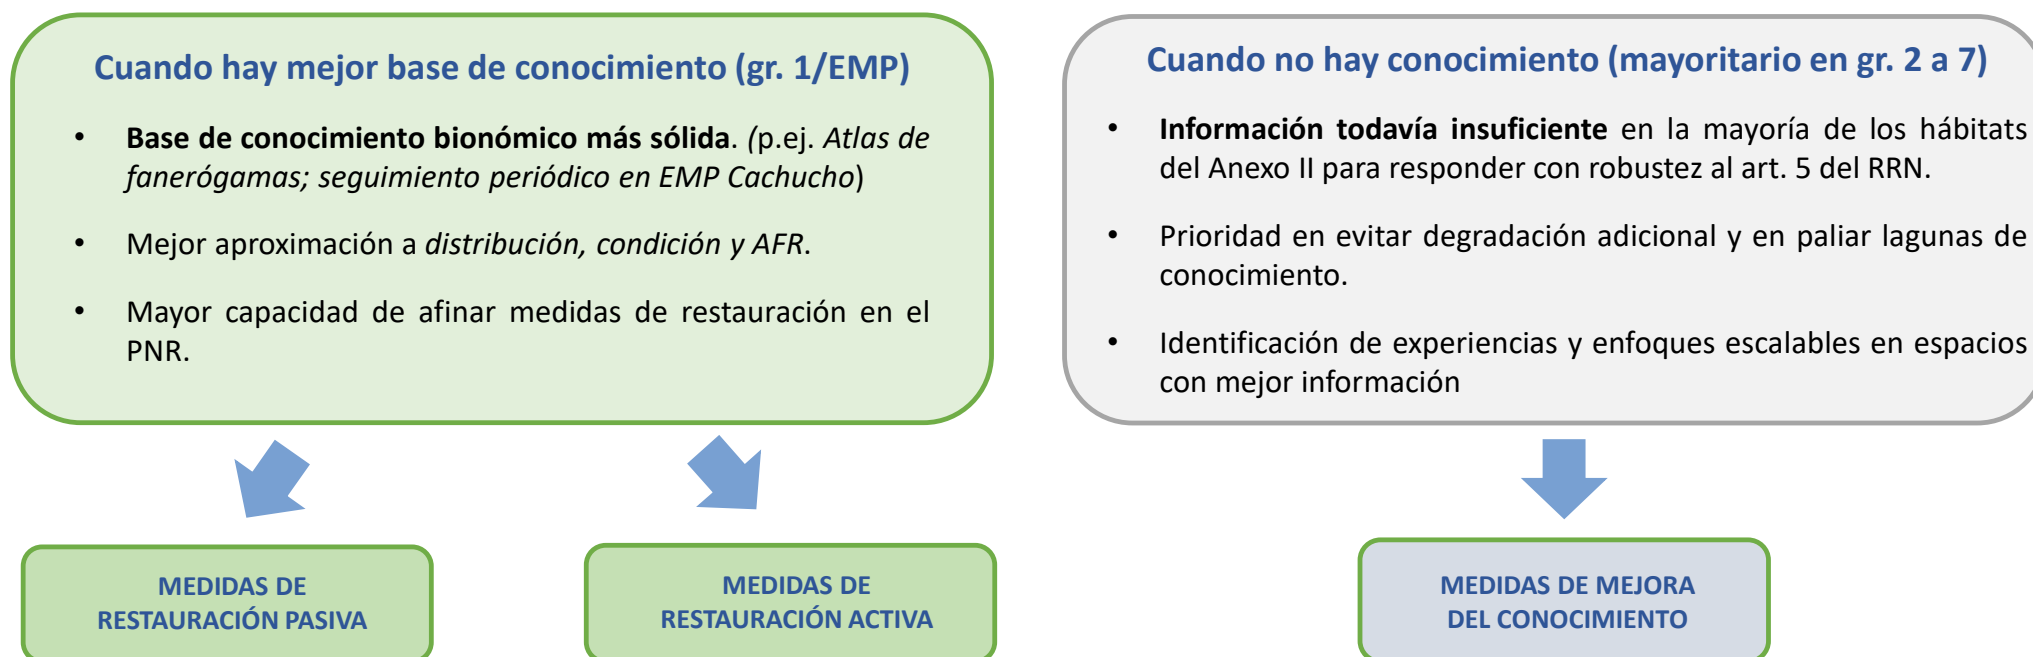 Cuando hay mejor base de conocimiento (gr. 1/EMP)
• Base de conocimiento bionómico más sólida. (p.ej. Atlas de
fanerógamas; seguimiento periódico en EMP Cachucho)
• Mejor aproximación a distribución, condición y AFR.
• Mayor capacidad de afinar medidas de restauración en el
PNR.
MEDIDAS DE
RESTAURACIÓN PASIVA
MEDIDAS DE
RESTAURACIÓN ACTIVA
Cuando no hay conocimiento (mayoritario en gr. 2 a 7)
• Información todavía insuficiente en la mayoría de los hábitats
del Anexo II para responder con robustez al art. 5 del RRN.
• Prioridad en evitar degradación adicional y en paliar lagunas de
conocimiento.
• Identificación de experiencias y enfoques escalables en espacios
con mejor información
MEDIDAS DE MEJORA
DEL CONOCIMIENTO